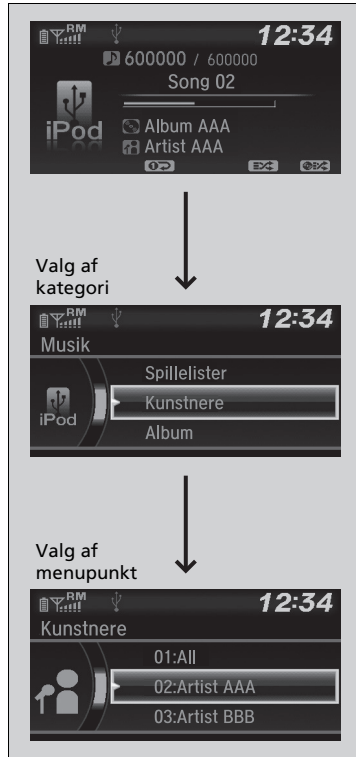 RM 12:34
600000 / 600000
Song 02
iPod
Album AAA
Artist AAA
Valg af
kategori
RM 12:34
Musik
Spillelister
iPod
Kunstnere
Album
Valg af
menupunkt
RM 12:34
Kunstnere
01:All
02:Artist AAA
03:Artist BBB